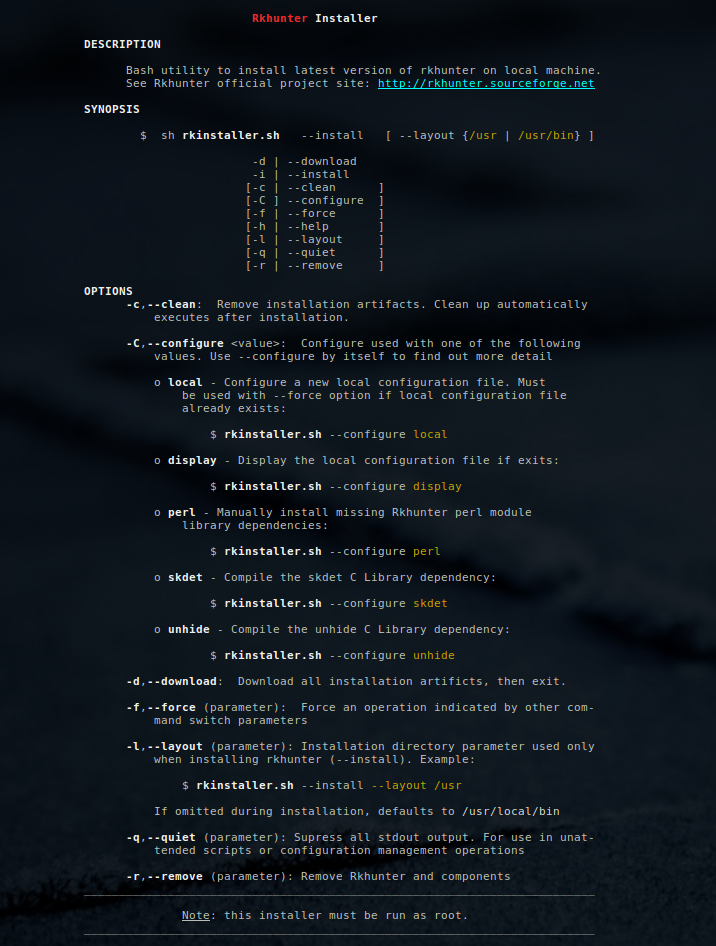 Rkhunter Installer
DESCRIPTION
Bash utility to install latest version of rkhunter on local machine.
See Rkhunter official project site: http://rkhunter.sourceforge.net
SYNOPSIS
$  sh rkinstaller.sh   --install   [ --layout {/usr | /usr/bin} ]
-d | --download
-i | --install
[-c | --clean      ]
[-C ] --configure  ]
[-f | --force      ]
[-h | --help       ]
[-l | --layout     ]
[-q | --quiet      ]
[-r | --remove     ]
OPTIONS
-c,--clean:  Remove installation artifacts. Clean up automatically
executes after installation.
-C,--configure <value>:  Configure used with one of the following
values. Use --configure by itself to find out more detail
o local - Configure a new local configuration file. Must
be used with --force option if local configuration file
already exists:
$ rkinstaller.sh --configure local
o display - Display the local configuration file if exits:
$ rkinstaller.sh --configure display
o perl - Manually install missing Rkhunter perl module
library dependencies:
$ rkinstaller.sh --configure perl
o skdet - Compile the skdet C Library dependency:
$ rkinstaller.sh --configure skdet
o unhide - Compile the unhide C Library dependency:
$ rkinstaller.sh --configure unhide
-d,--download:  Download all installation artificts, then exit.
-f,--force (parameter):  Force an operation indicated by other com-
mand switch parameters
-l,--layout (parameter): Installation directory parameter used only
when installing rkhunter (--install). Example:
$ rkinstaller.sh --install --layout /usr
If omitted during installation, defaults to /usr/local/bin
-q,--quiet (parameter): Supress all stdout output. For use in unat-
tended scripts or configuration management operations
-r,--remove (parameter): Remove Rkhunter and components
Note: this installer must be run as root.